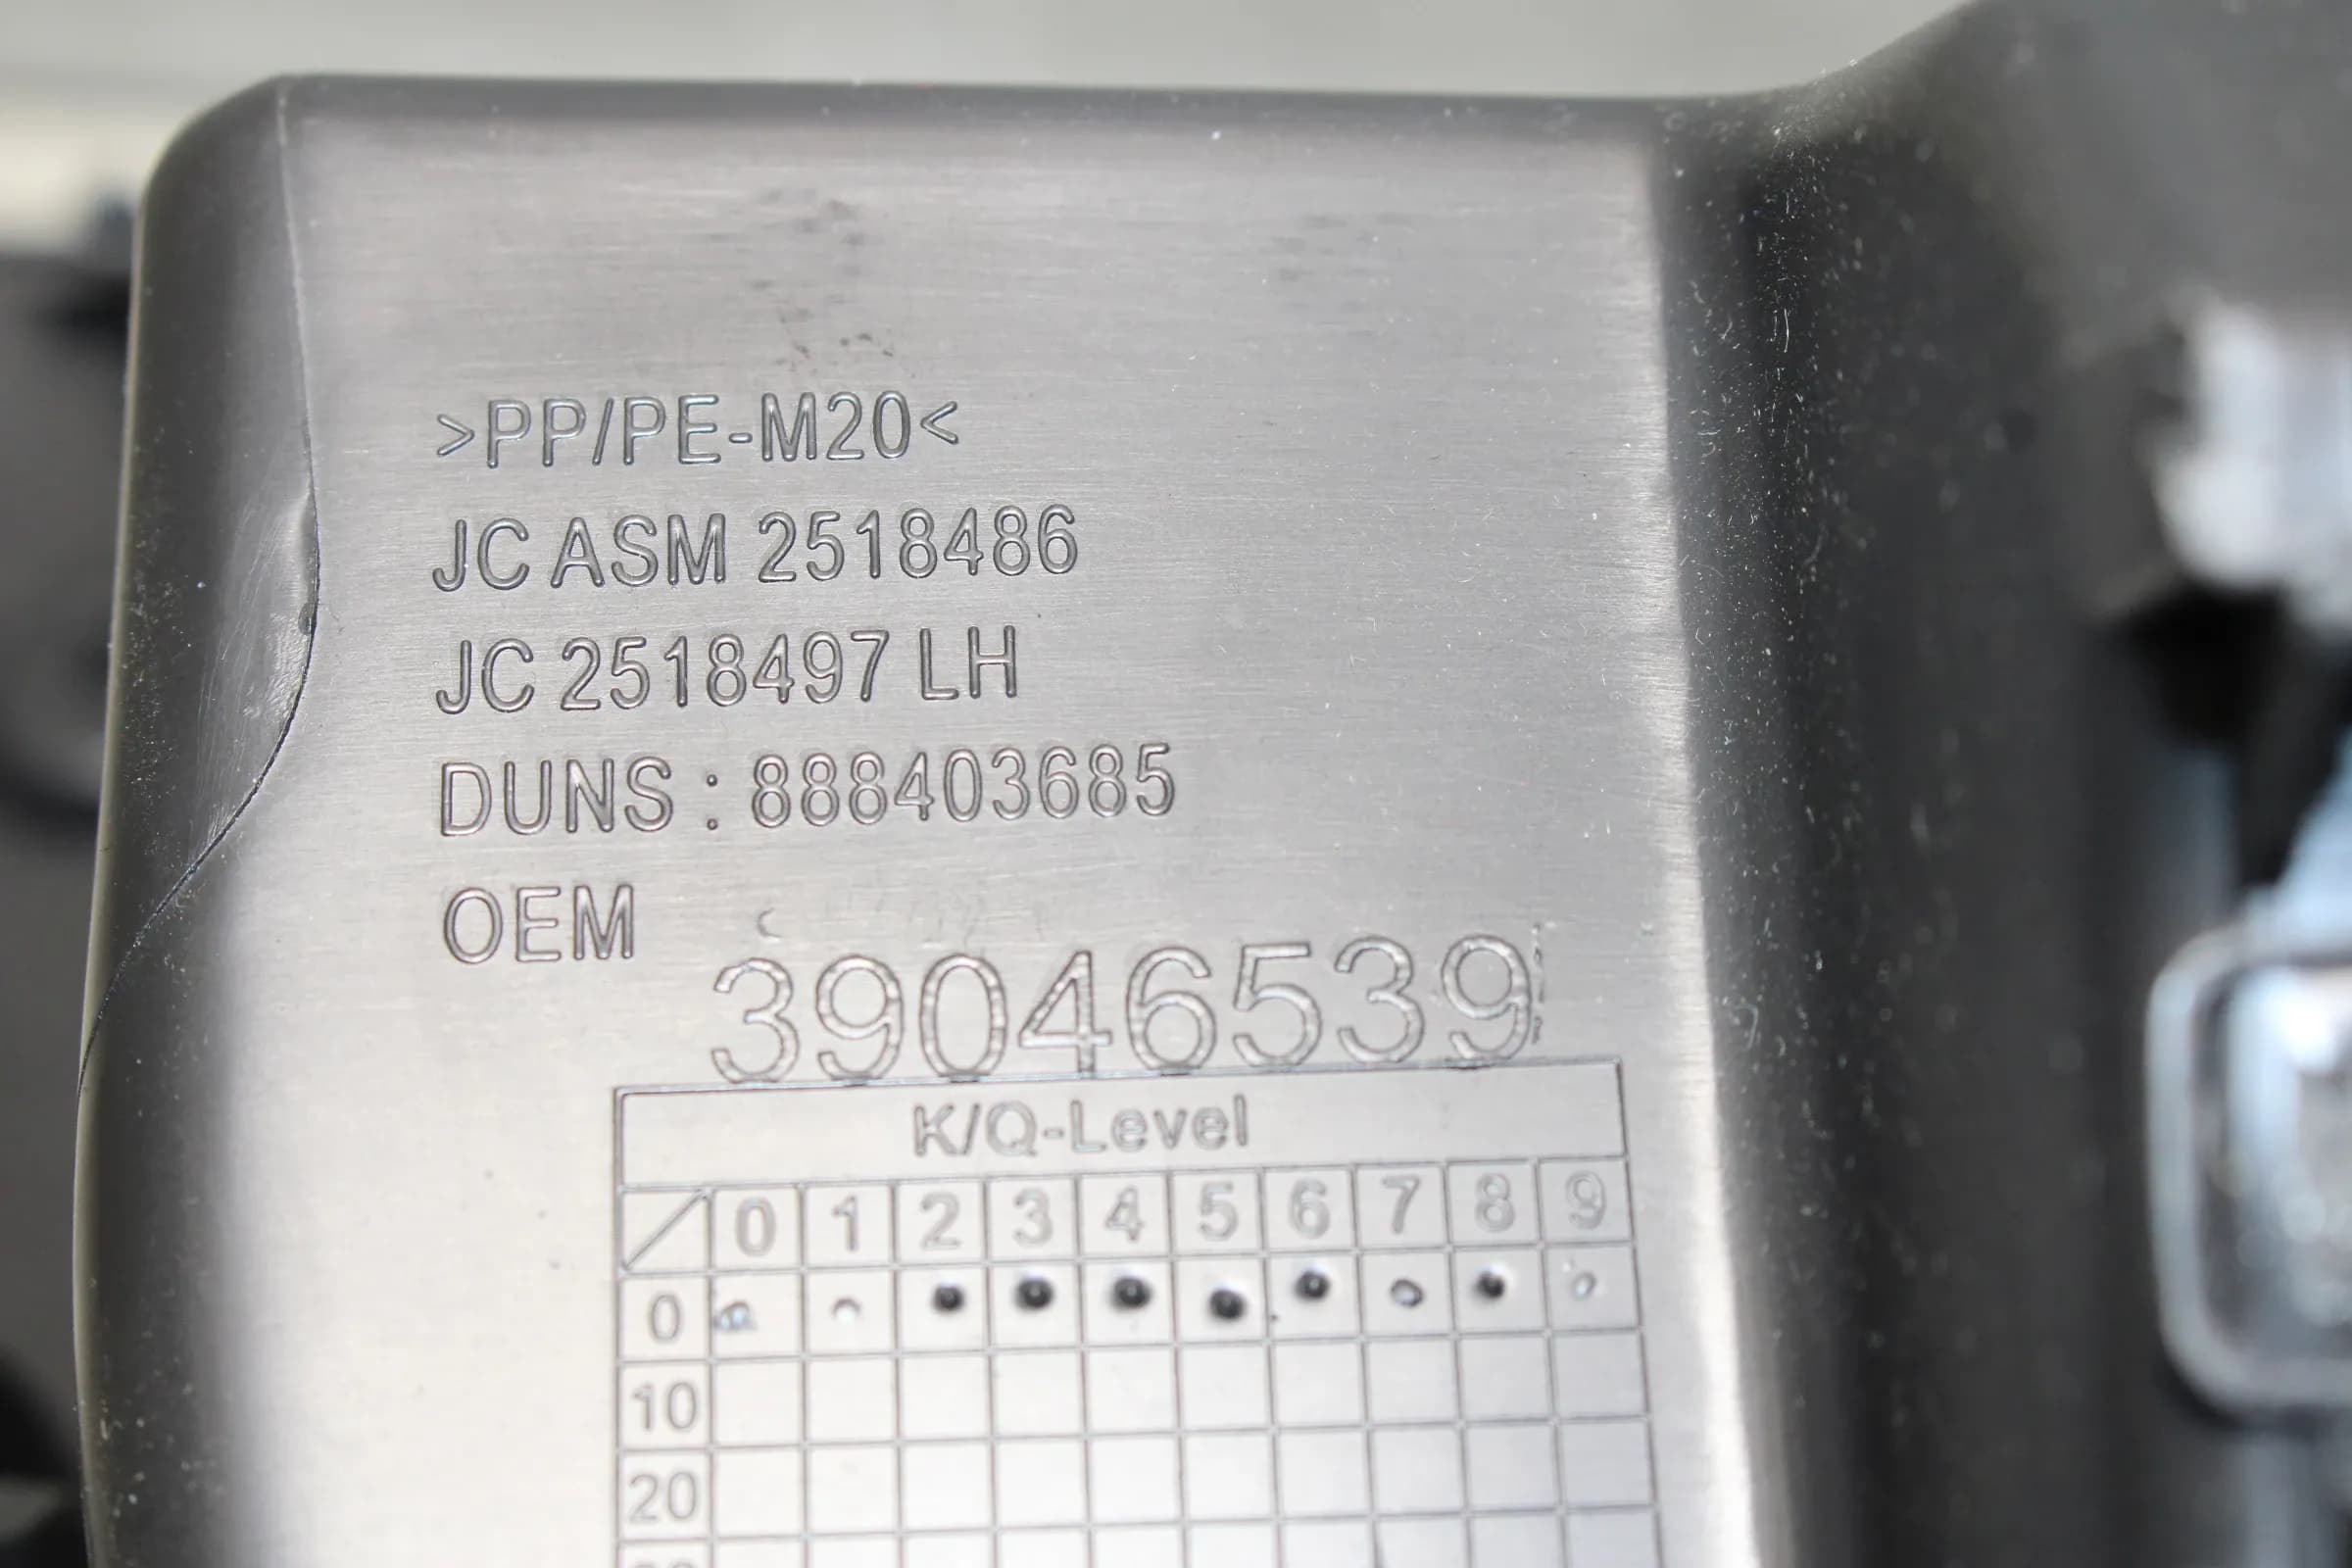 >PP/PE-M20<
JC ASM 2518486
JC 2518497 LH
DUNS : 888403685
OEM
39046539
K/Q-Level
0 1 2 3 4 5 6 7 8 9
0
10
20